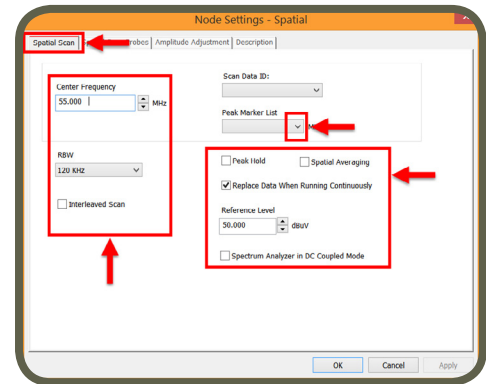 Node Settings - Spatial
Spatial Scan Probes Amplitude Adjustment Description
Center Frequency
55.000 MHz
Scan Data ID:
Peak Marker List
RBW
120 KHz
Interleaved Scan
Peak Hold Spatial Averaging
Replace Data When Running Continuously
Reference Level
50.000 dBuV
Spectrum Analyzer in DC Coupled Mode
OK Cancel Apply